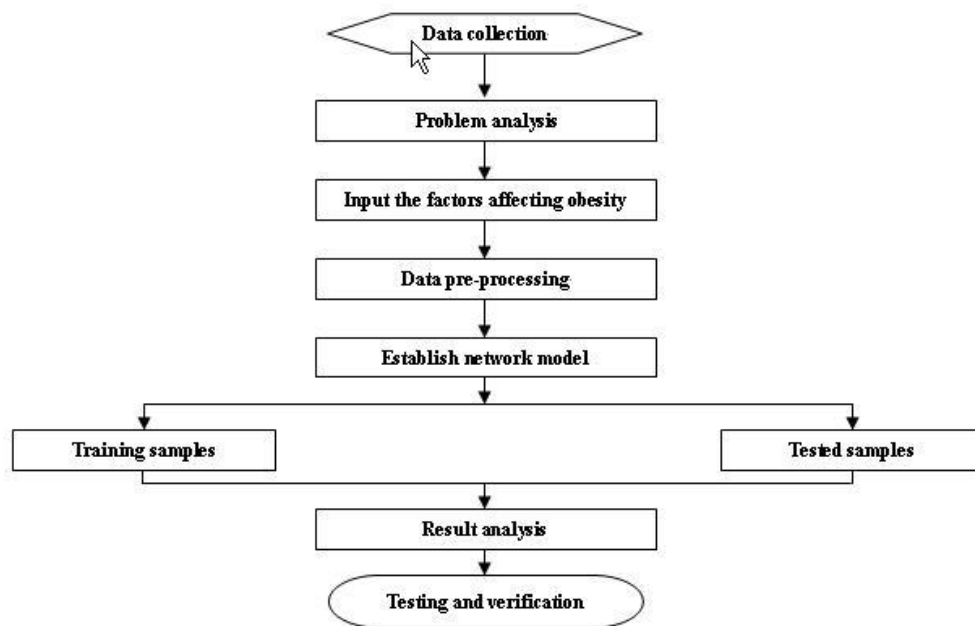 Data collection
Problem analysis
Input the factors affecting obesity
Data pre-processing
Establish network model
Training samples
Tested samples
Result analysis
Testing and verification